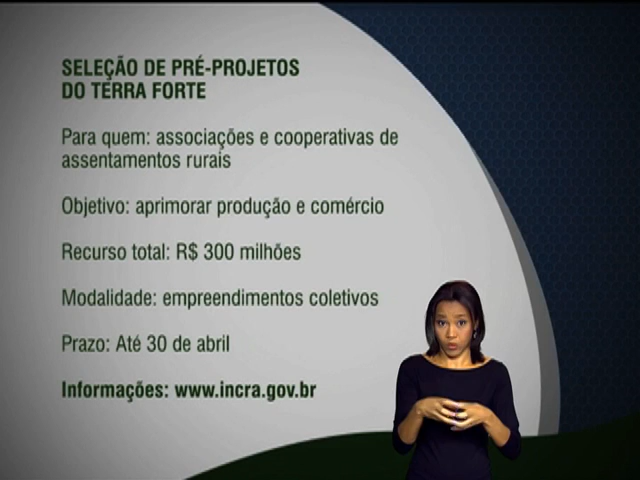 SELEÇÃO DE PRÉ-PROJETOS
DO TERRA FORTE
Para quem: associações e cooperativas de
assentamentos rurais
Objetivo: aprimorar produção e comércio
Recurso total: R$ 300 milhões
Modalidade: empreendimentos coletivos
Prazo: Até 30 de abril
Informações: www.incra.gov.br